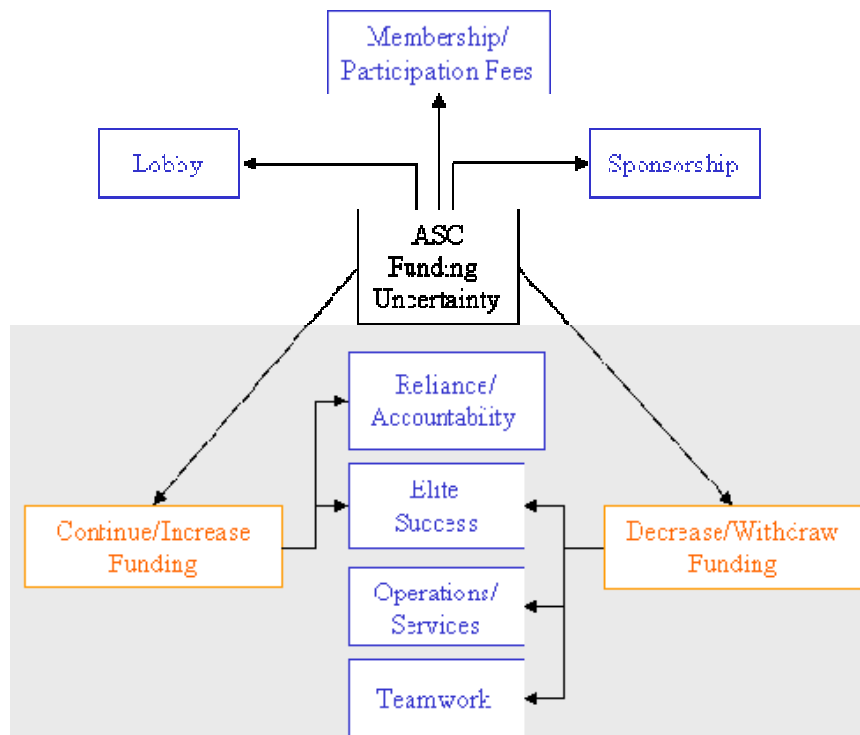 Membership/
Participation Fees
Lobby
Sponsorship
ASC
Funding
Uncertainty
Reliance/
Accountability
Elite
Success
Continue/Increase
Funding
Decrease/Withdraw
Funding
Operations/
Services
Teamwork